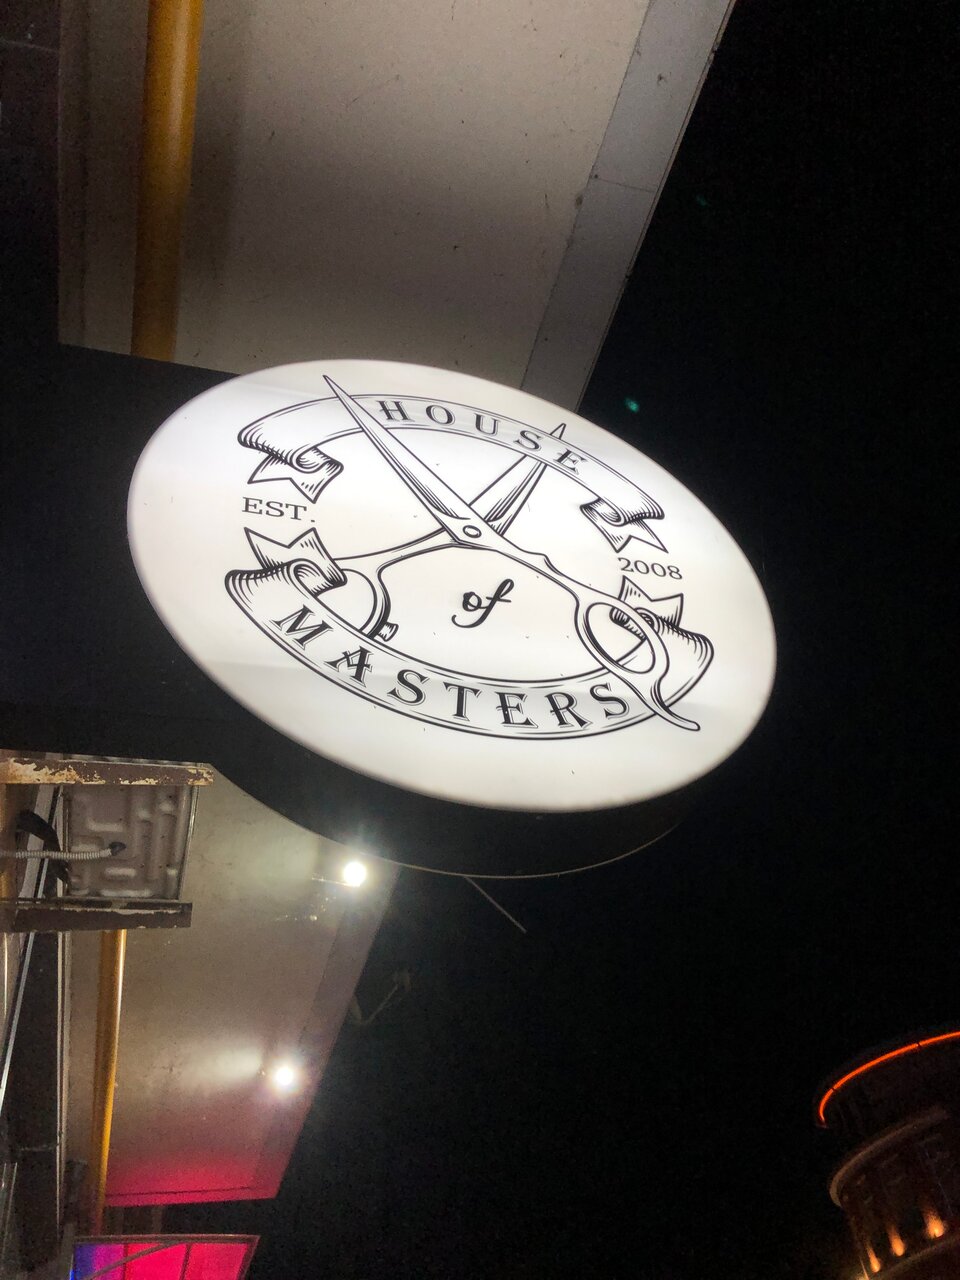 HOUSE
EST.
2008
of
MASTERS